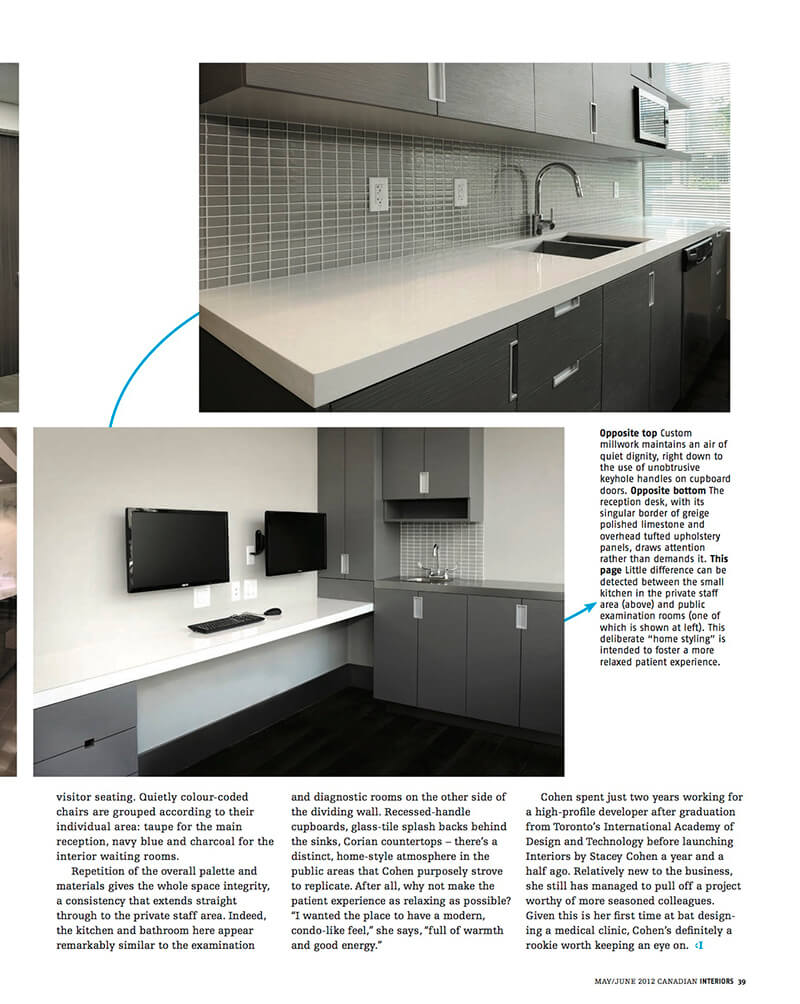 Opposite top Custom
millwork maintains an air of
quiet dignity, right down to
the use of unobtrusive
keyhole handles on cupboard
doors. Opposite bottom The
reception desk, with its
singular border of greige
polished limestone and
overhead tufted upholstery
panels, draws attention
rather than demands it. This
page Little difference can be
detected between the small
kitchen in the private staff
area (above) and public
examination rooms (one of
which is shown at left). This
deliberate “home styling” is
intended to foster a more
relaxed patient experience.
visitor seating. Quietly colour-coded
chairs are grouped according to their
individual area: taupe for the main
reception, navy blue and charcoal for the
interior waiting rooms.
Repetition of the overall palette and
materials gives the whole space integrity,
a consistency that extends straight
through to the private staff area. Indeed,
the kitchen and bathroom here appear
remarkably similar to the examination
and diagnostic rooms on the other side of
the dividing wall. Recessed-handle
cupboards, glass-tile splash backs behind
the sinks, Corian countertops – there’s a
distinct, home-style atmosphere in the
public areas that Cohen purposely strove
to replicate. After all, why not make the
patient experience as relaxing as possible?
“I wanted the place to have a modern,
condo-like feel,” she says, “full of warmth
and good energy.”
Cohen spent just two years working for
a high-profile developer after graduation
from Toronto’s International Academy of
Design and Technology before launching
Interiors by Stacey Cohen a year and a
half ago. Relatively new to the business,
she still has managed to pull off a project
worthy of more seasoned colleagues.
Given this is her first time at bat design-
ing a medical clinic, Cohen’s definitely a
rookie worth keeping an eye on. ‹I
MAY/JUNE 2012 CANADIAN INTERIORS 39